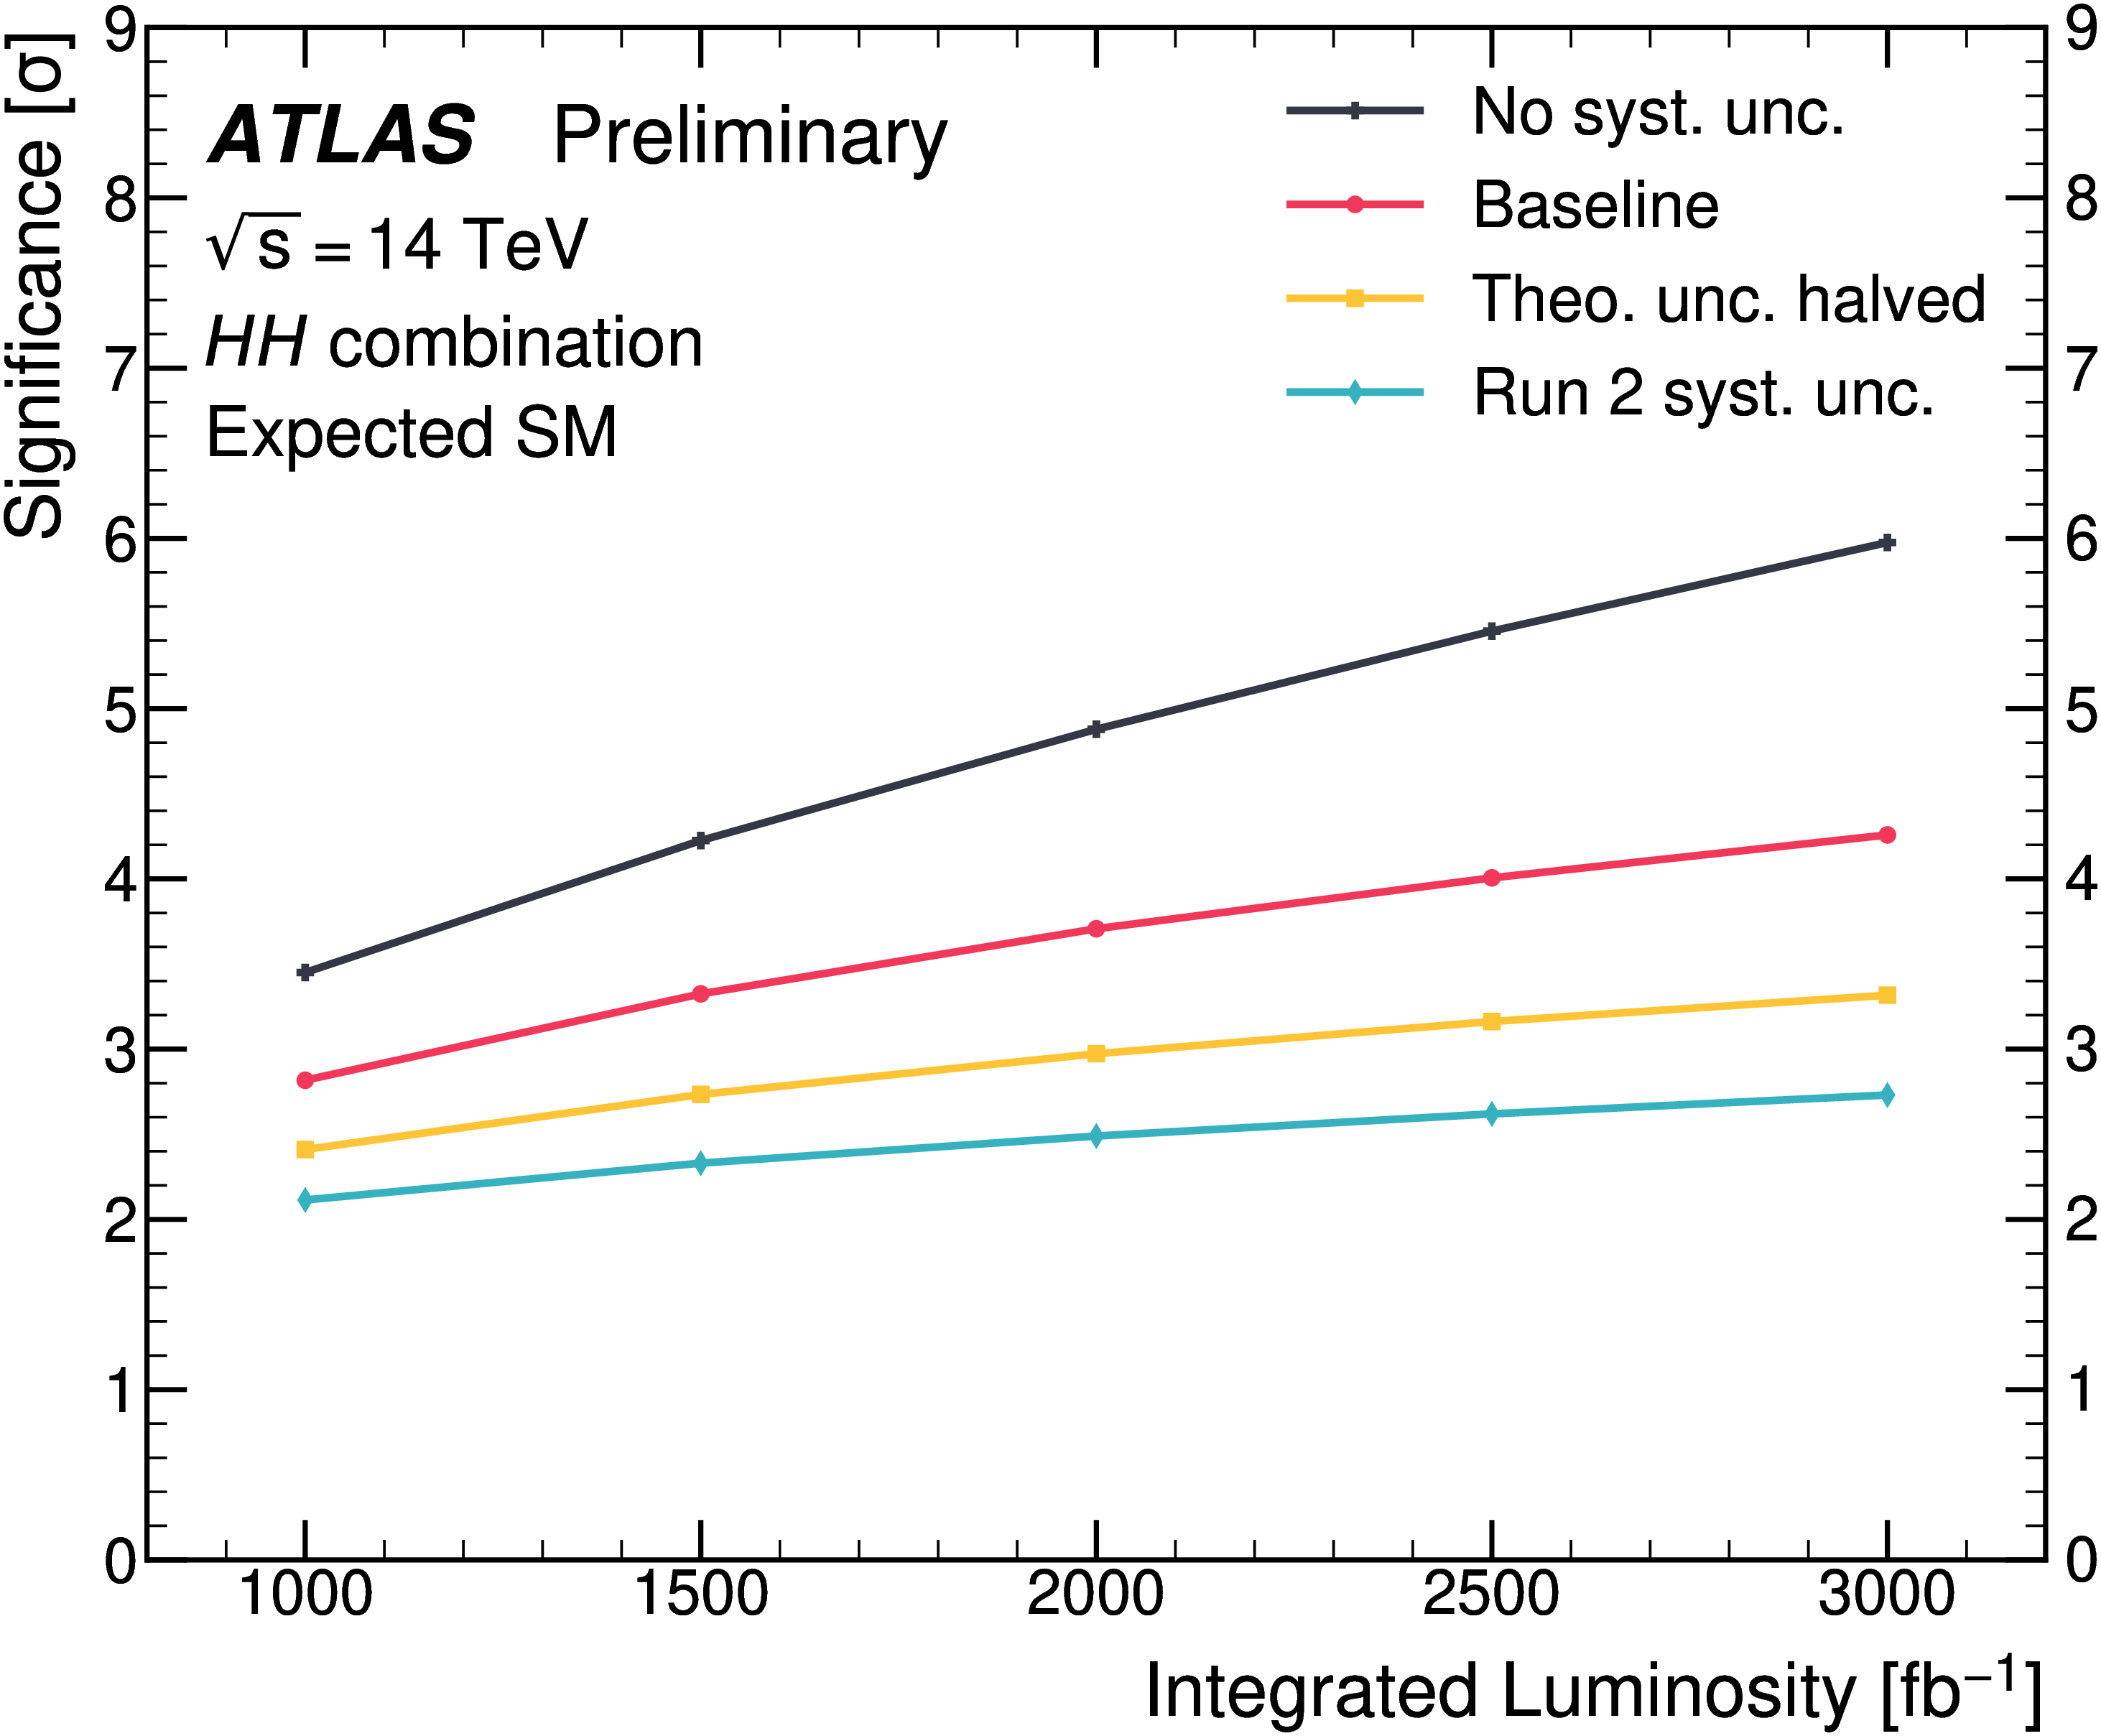 Significance [σ]
9
8
7
6
5
4
3
2
1
0
ATLAS Preliminary
√s = 14 TeV
HH combination
Expected SM
No syst. unc.
Baseline
Theo. unc. halved
Run 2 syst. unc.
9
8
7
6
5
4
3
2
1
0
1000 1500 2000 2500 3000
Integrated Luminosity [fb⁻¹]